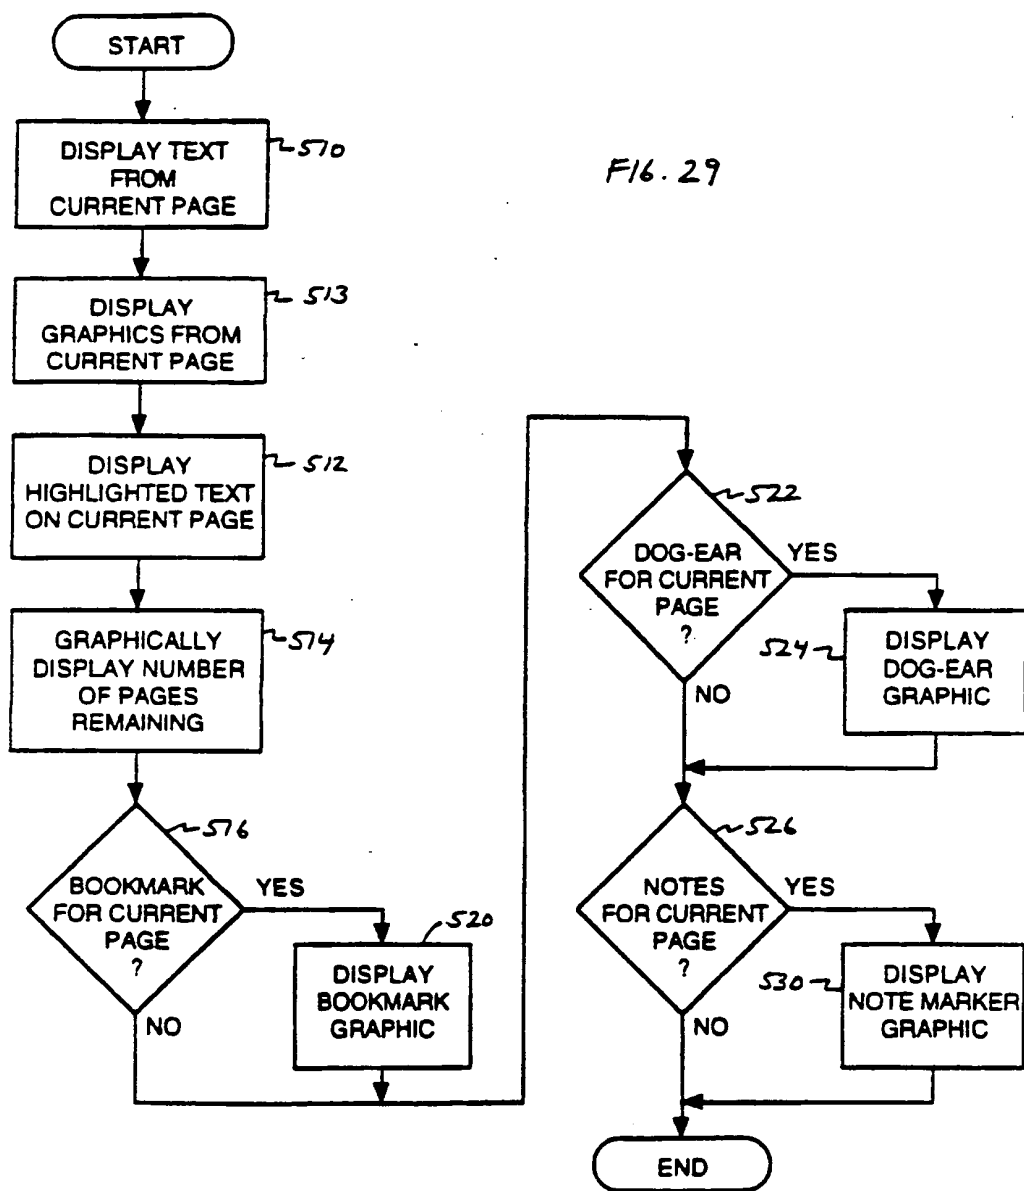 START
DISPLAY TEXT
FROM
CURRENT PAGE
510
FIG. 29
DISPLAY
GRAPHICS FROM
CURRENT PAGE
513
DISPLAY
HIGHLIGHTED TEXT
ON CURRENT PAGE
512
GRAPHICALLY
DISPLAY NUMBER
OF PAGES
REMAINING
514
BOOKMARK
FOR CURRENT
PAGE
?
516
YES
NO
DISPLAY
BOOKMARK
GRAPHIC
520
DOG-EAR
FOR CURRENT
PAGE
?
522
YES
NO
DISPLAY
DOG-EAR
GRAPHIC
524
NOTES
FOR CURRENT
PAGE
?
526
YES
NO
DISPLAY
NOTE MARKER
GRAPHIC
530
END